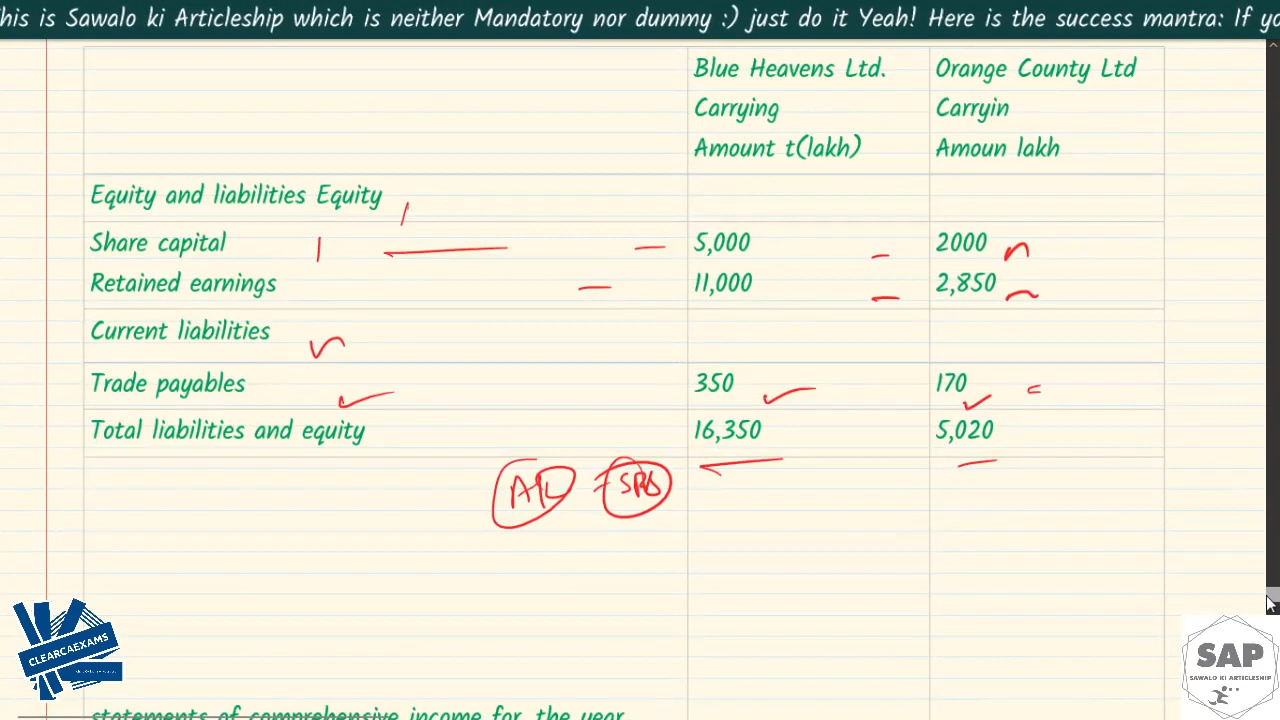 his is Sawalo ki Articleship which is neither Mandatory nor dummy :) just do it Yeah! Here is the success mantra: If yo
Blue Heavens Ltd. Orange County Ltd
Carrying Carryin
Amount t(lakh) Amoun lakh
Equity and liabilities Equity
Share capital 5,000 2000
Retained earnings 11,000 2,850
Current liabilities
Trade payables 350 170
Total liabilities and equity 16,350 5,020
CLEARCAEXAMS
SAP
SAWALO KI ARTICLESHIP
statements of comprehensive income for the year